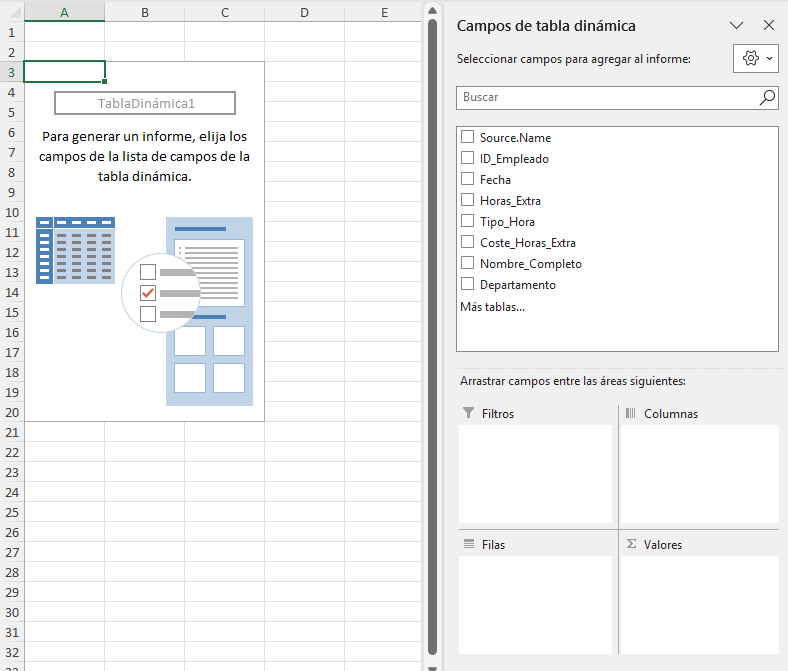 A B C D E
1
2
3
4
5
6
7
8
9
10
11
12
13
14
15
16
17
18
19
20
21
22
23
24
25
26
27
28
29
30
31
32
TablaDinámica1
Para generar un informe, elija los
campos de la lista de campos de la
tabla dinámica.
Campos de tabla dinámica
Seleccionar campos para agregar al informe:
Buscar
Source.Name
ID_Empleado
Fecha
Horas_Extra
Tipo_Hora
Coste_Horas_Extra
Nombre_Completo
Departamento
Más tablas...
Arrastrar campos entre las áreas siguientes:
Filtros
Columnas
Filas
Σ Valores